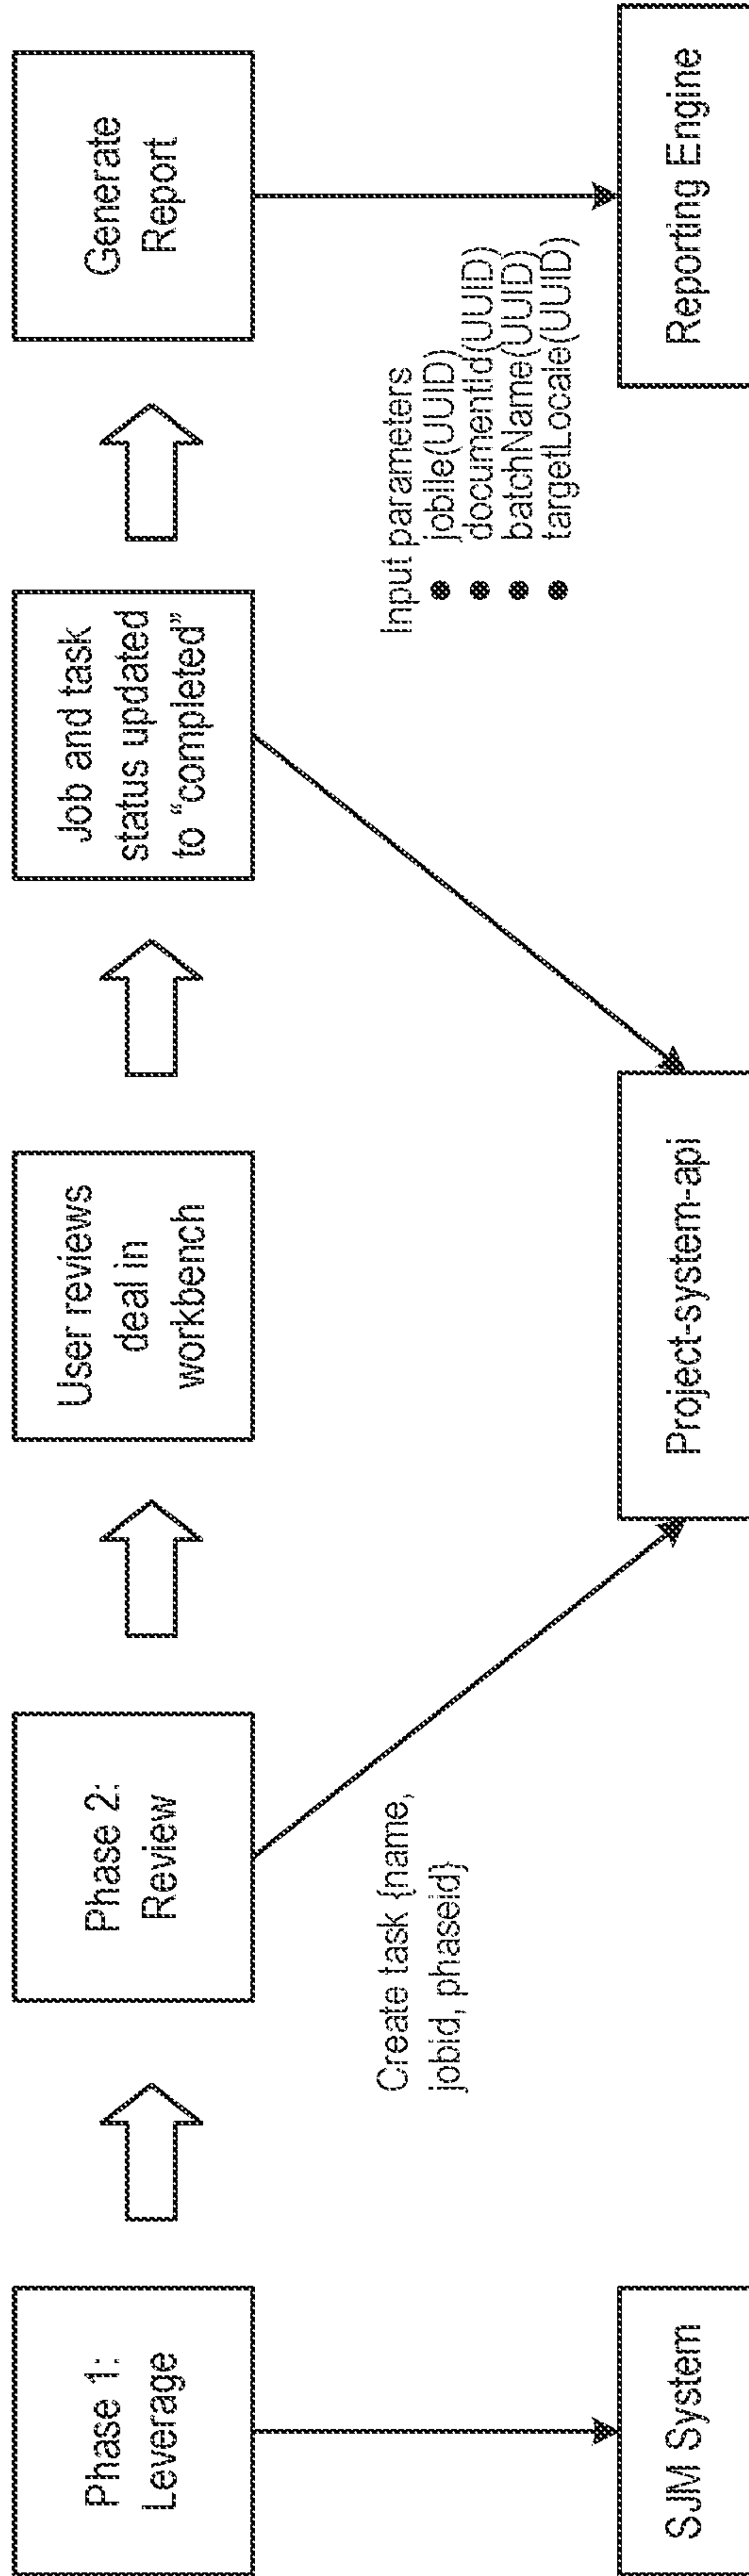 Phase 1:
Leverage
Phase 2:
Review
User reviews
deal in
workbench
Job and task
status updated
to “completed”
Generate
Report
Create task {name,
jobid, phaseid}
Input parameters
● jobile(UUID)
● documentId(UUID)
● batchName(UUID)
● targetLocale(UUID)
SJM System
Project-system-api
Reporting Engine